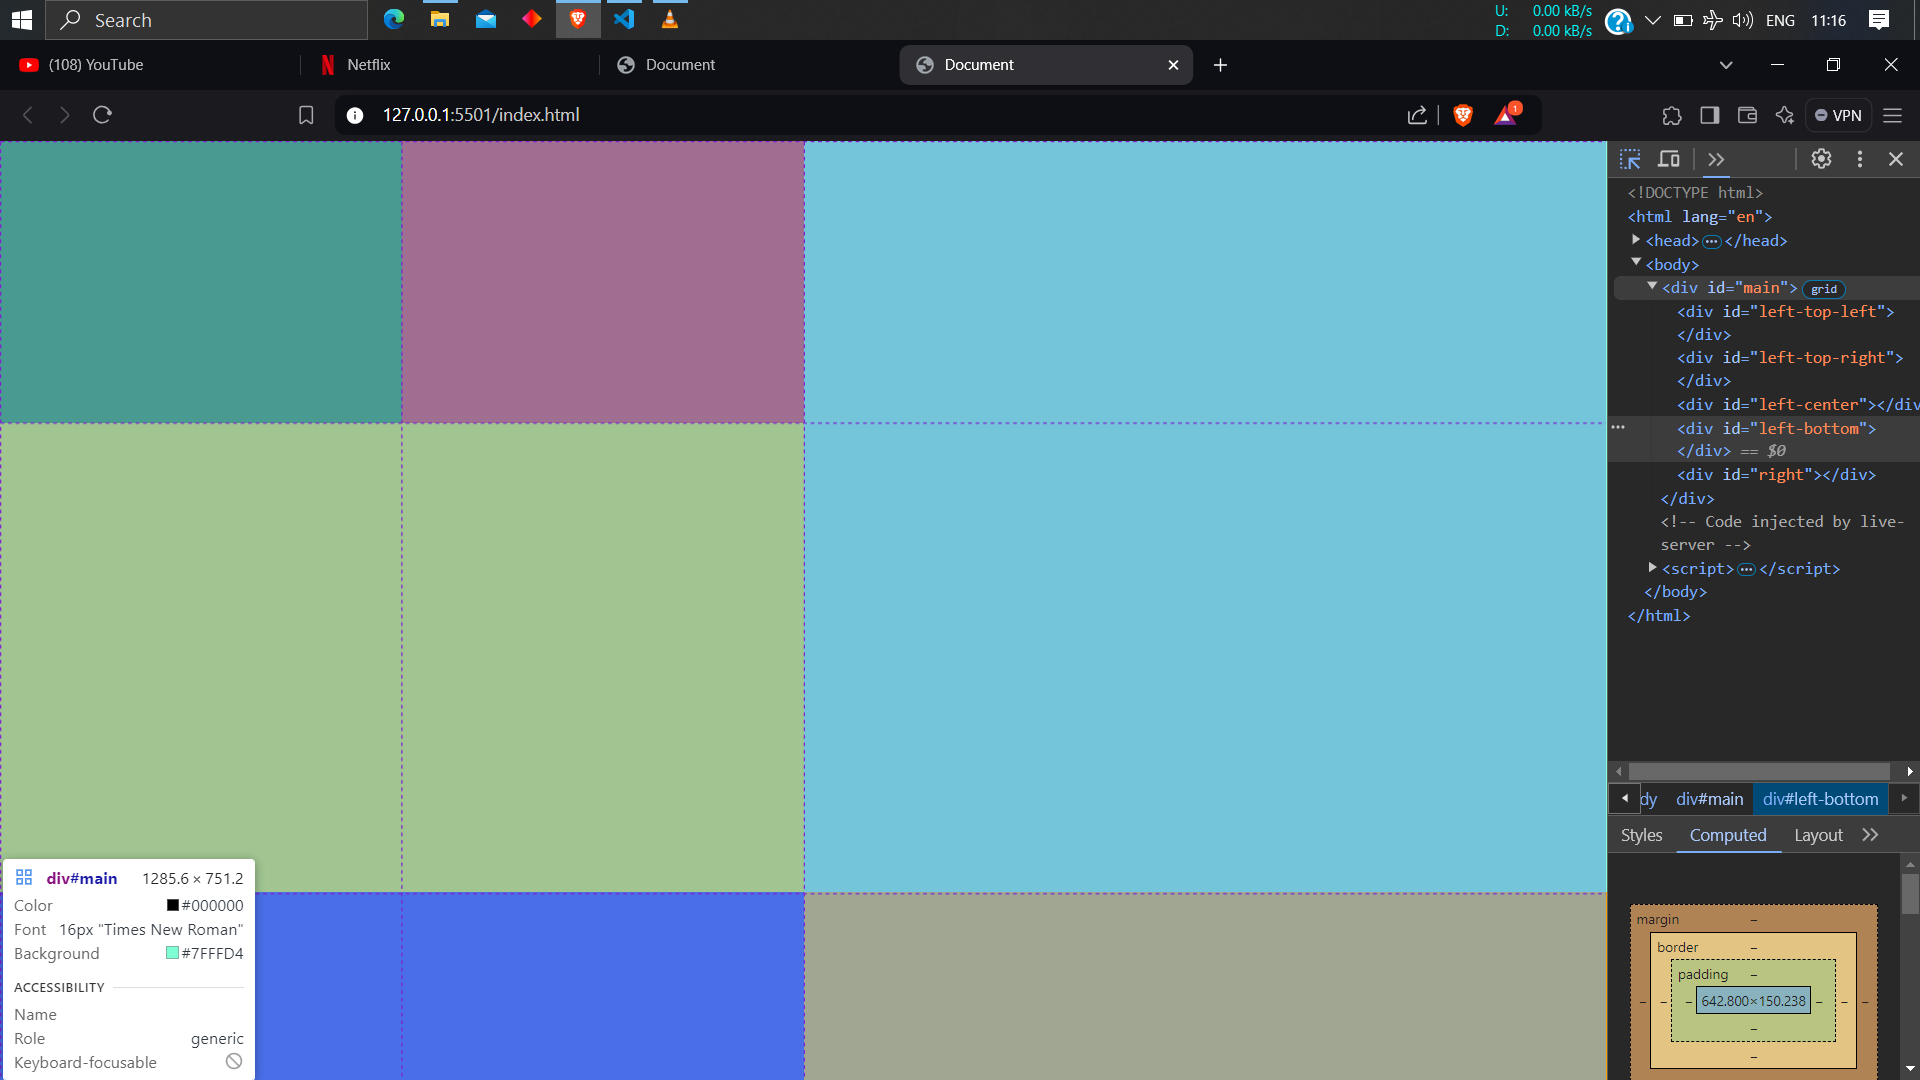 Search
U: 0.00 kB/s
D: 0.00 kB/s
ENG
11:16
(108) YouTube
Netflix
Document
Document
127.0.0.1:5501/index.html
1
VPN
<!DOCTYPE html>
<html lang="en">
<head>
</head>
<body>
<div id="main">
grid
<div id="left-top-left">
</div>
<div id="left-top-right">
</div>
<div id="left-center"></div
<div id="left-bottom">
</div> == $0
<div id="right"></div>
</div>
<!-- Code injected by live-
server -->
<script>
</script>
</body>
</html>
dy
div#main
div#left-bottom
Styles
Computed
Layout
margin –
border –
padding –
– – – 642.800×150.238 – – –
–
–
div#main 1285.6 × 751.2
Color #000000
Font 16px "Times New Roman"
Background #7FFFD4
ACCESSIBILITY
Name
Role generic
Keyboard-focusable